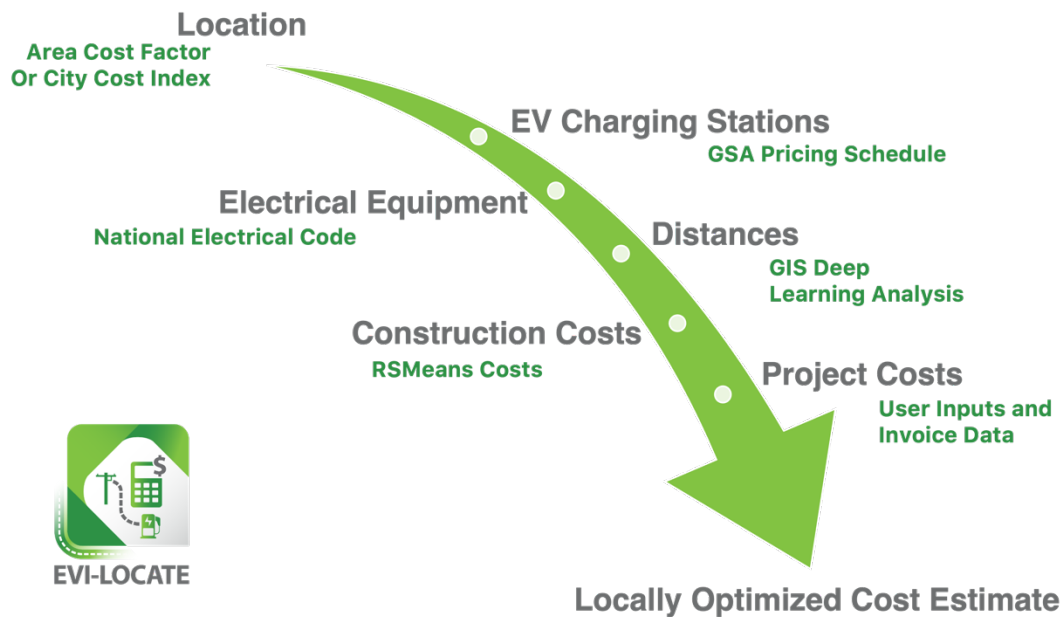 Location
Area Cost Factor
Or City Cost Index
EV Charging Stations
GSA Pricing Schedule
Electrical Equipment
National Electrical Code
Distances
GIS Deep
Learning Analysis
Construction Costs
RSMeans Costs
Project Costs
User Inputs and
Invoice Data
$
EVI-LOCATE
Locally Optimized Cost Estimate